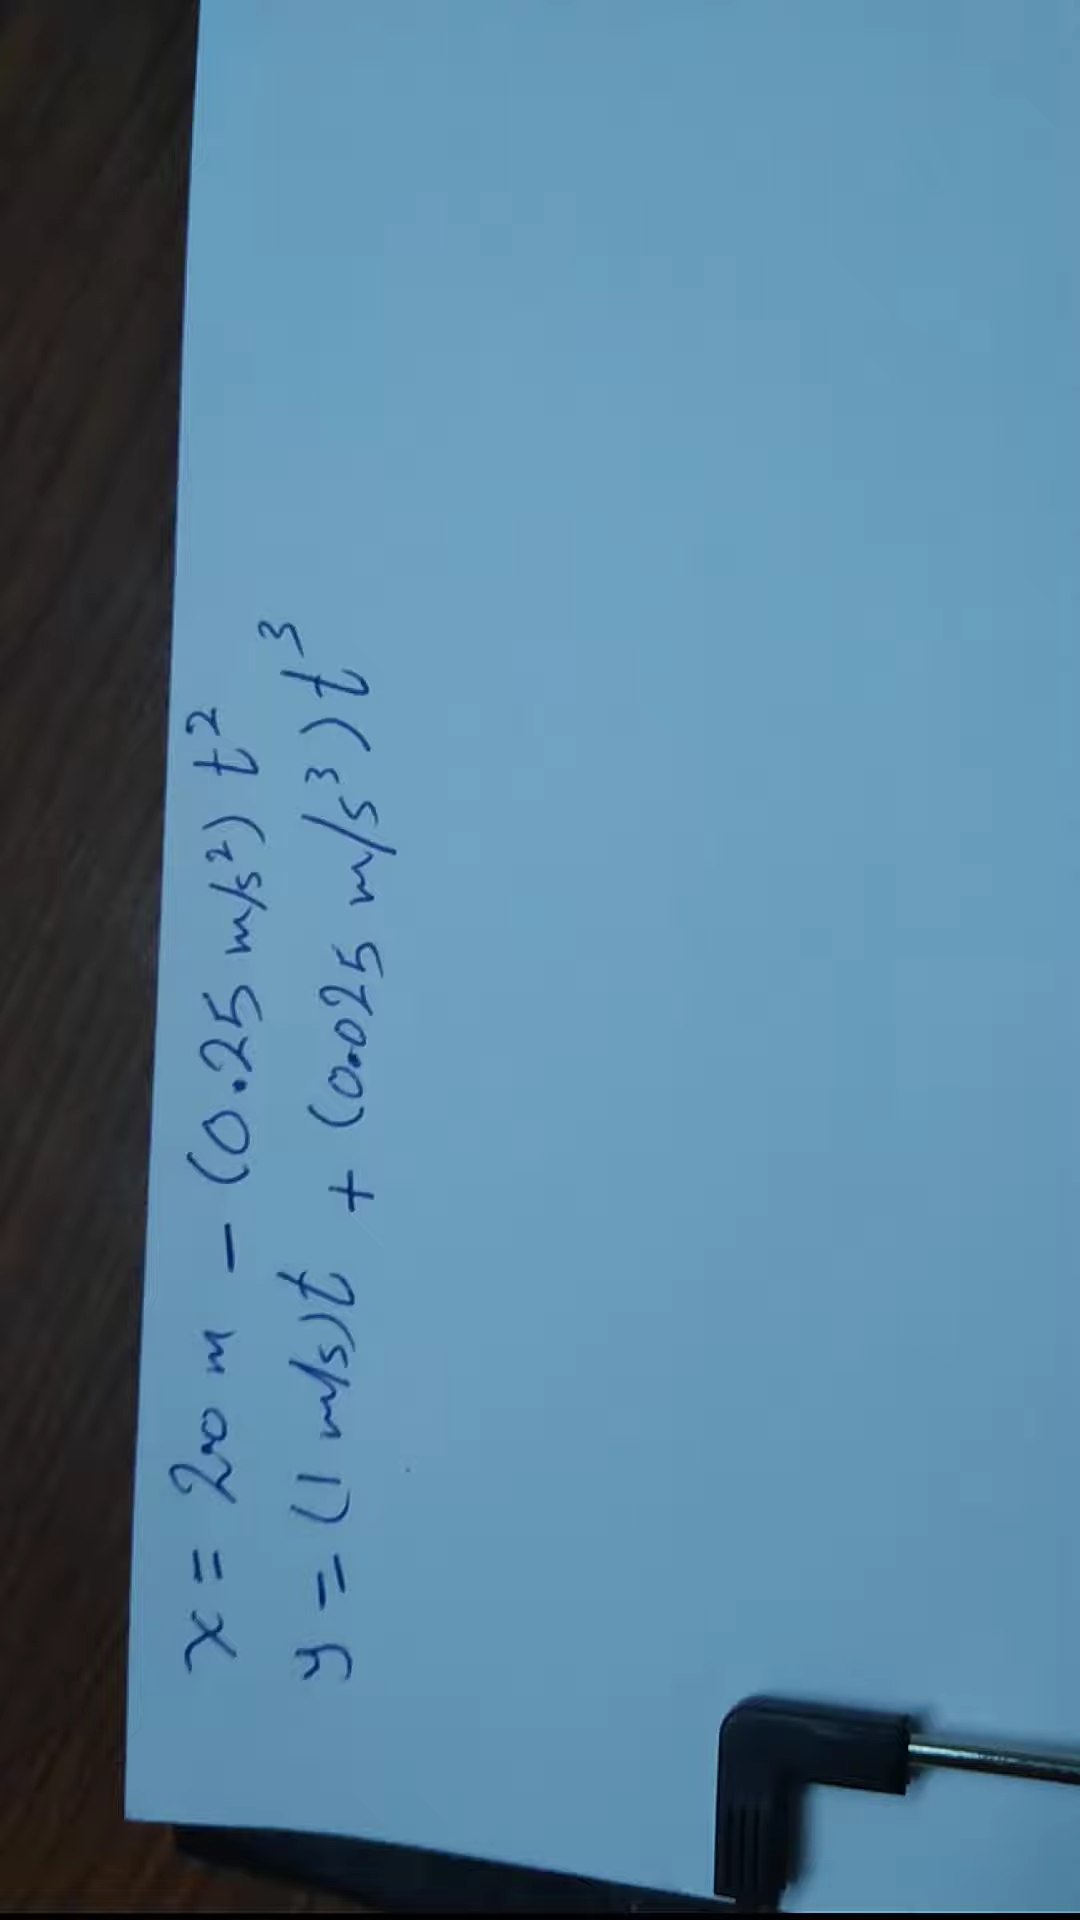 x = 200 m - (0.25 m/s²) t²
y = (1 m/s)t + (0.025 m/s³) t³